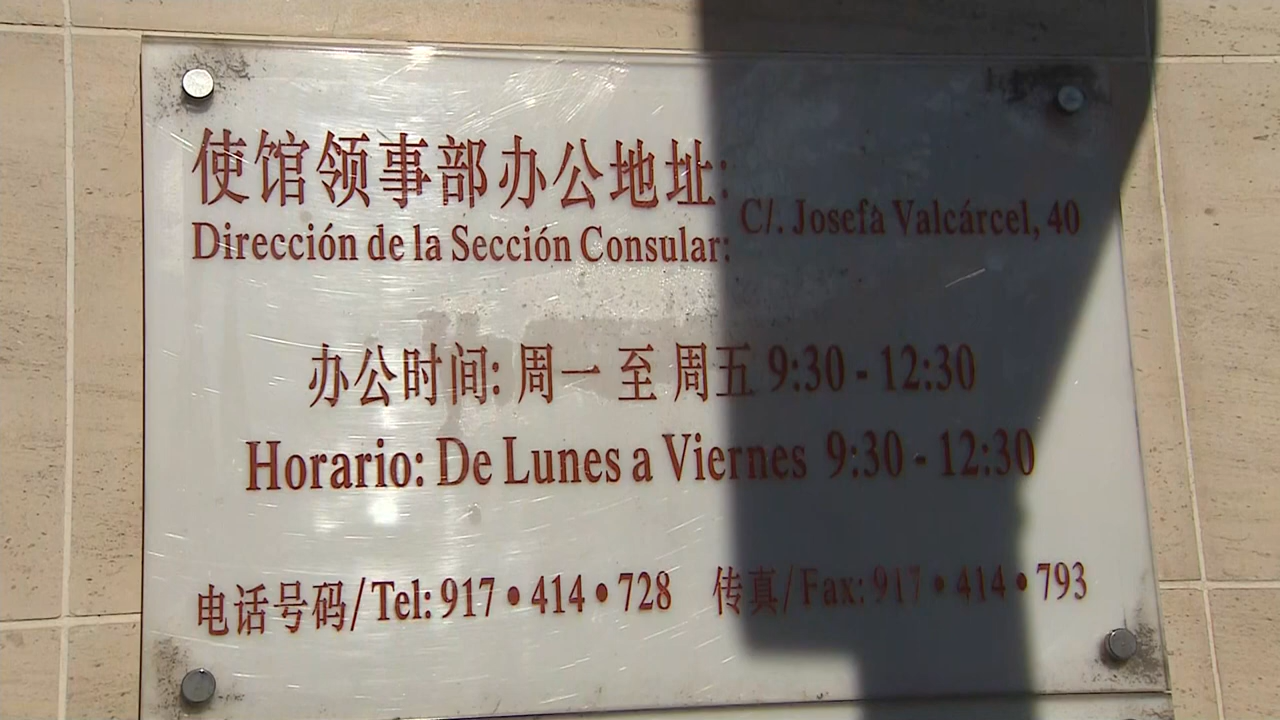 使馆领事部办公地址:
Dirección de la Sección Consular: C/. Josefa Valcárcel, 40
办公时间: 周一 至 周五 9:30 - 12:30
Horario: De Lunes a Viernes 9:30 - 12:30
电话号码/Tel: 917•414•728 传真/Fax: 917•414•793